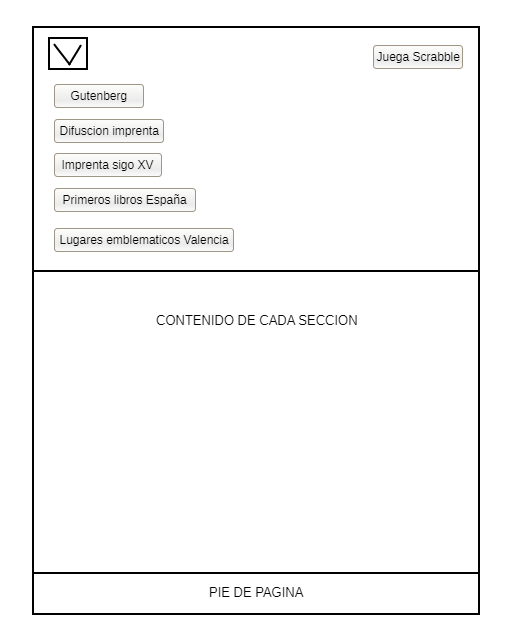 Juega Scrabble
Gutenberg
Difuscion imprenta
Imprenta sigo XV
Primeros libros España
Lugares emblematicos Valencia
CONTENIDO DE CADA SECCION
PIE DE PAGINA